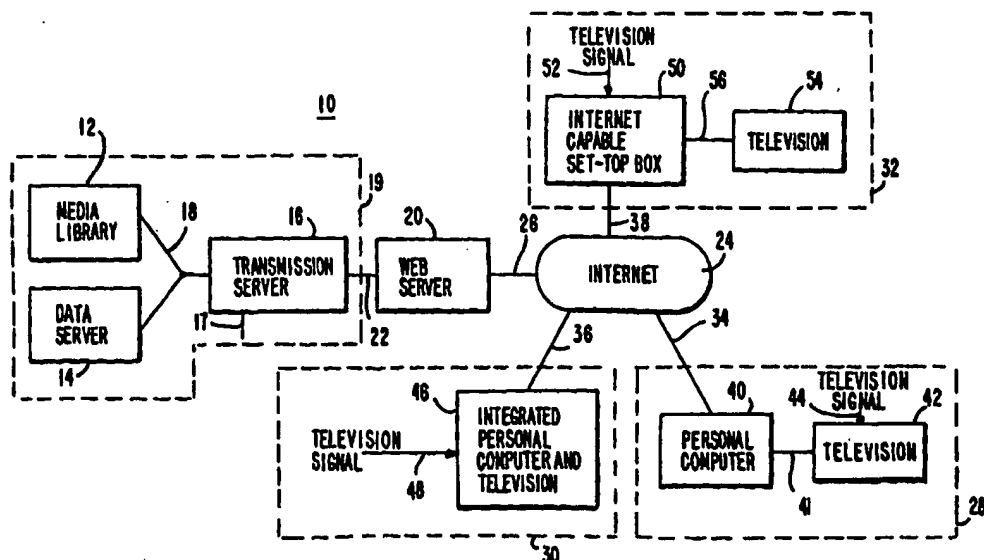 TELEVISION
SIGNAL
52
50
56
54
INTERNET
CAPABLE
SET-TOP BOX
TELEVISION
32
38
10
12
MEDIA
LIBRARY
18
16
19
TRANSMISSION
SERVER
17
DATA
SERVER
14
22
20
WEB
SERVER
26
INTERNET
24
36
34
46
TELEVISION
SIGNAL
48
INTEGRATED
PERSONAL
COMPUTER AND
TELEVISION
30
40
PERSONAL
COMPUTER
41
TELEVISION
SIGNAL
44
42
TELEVISION
28